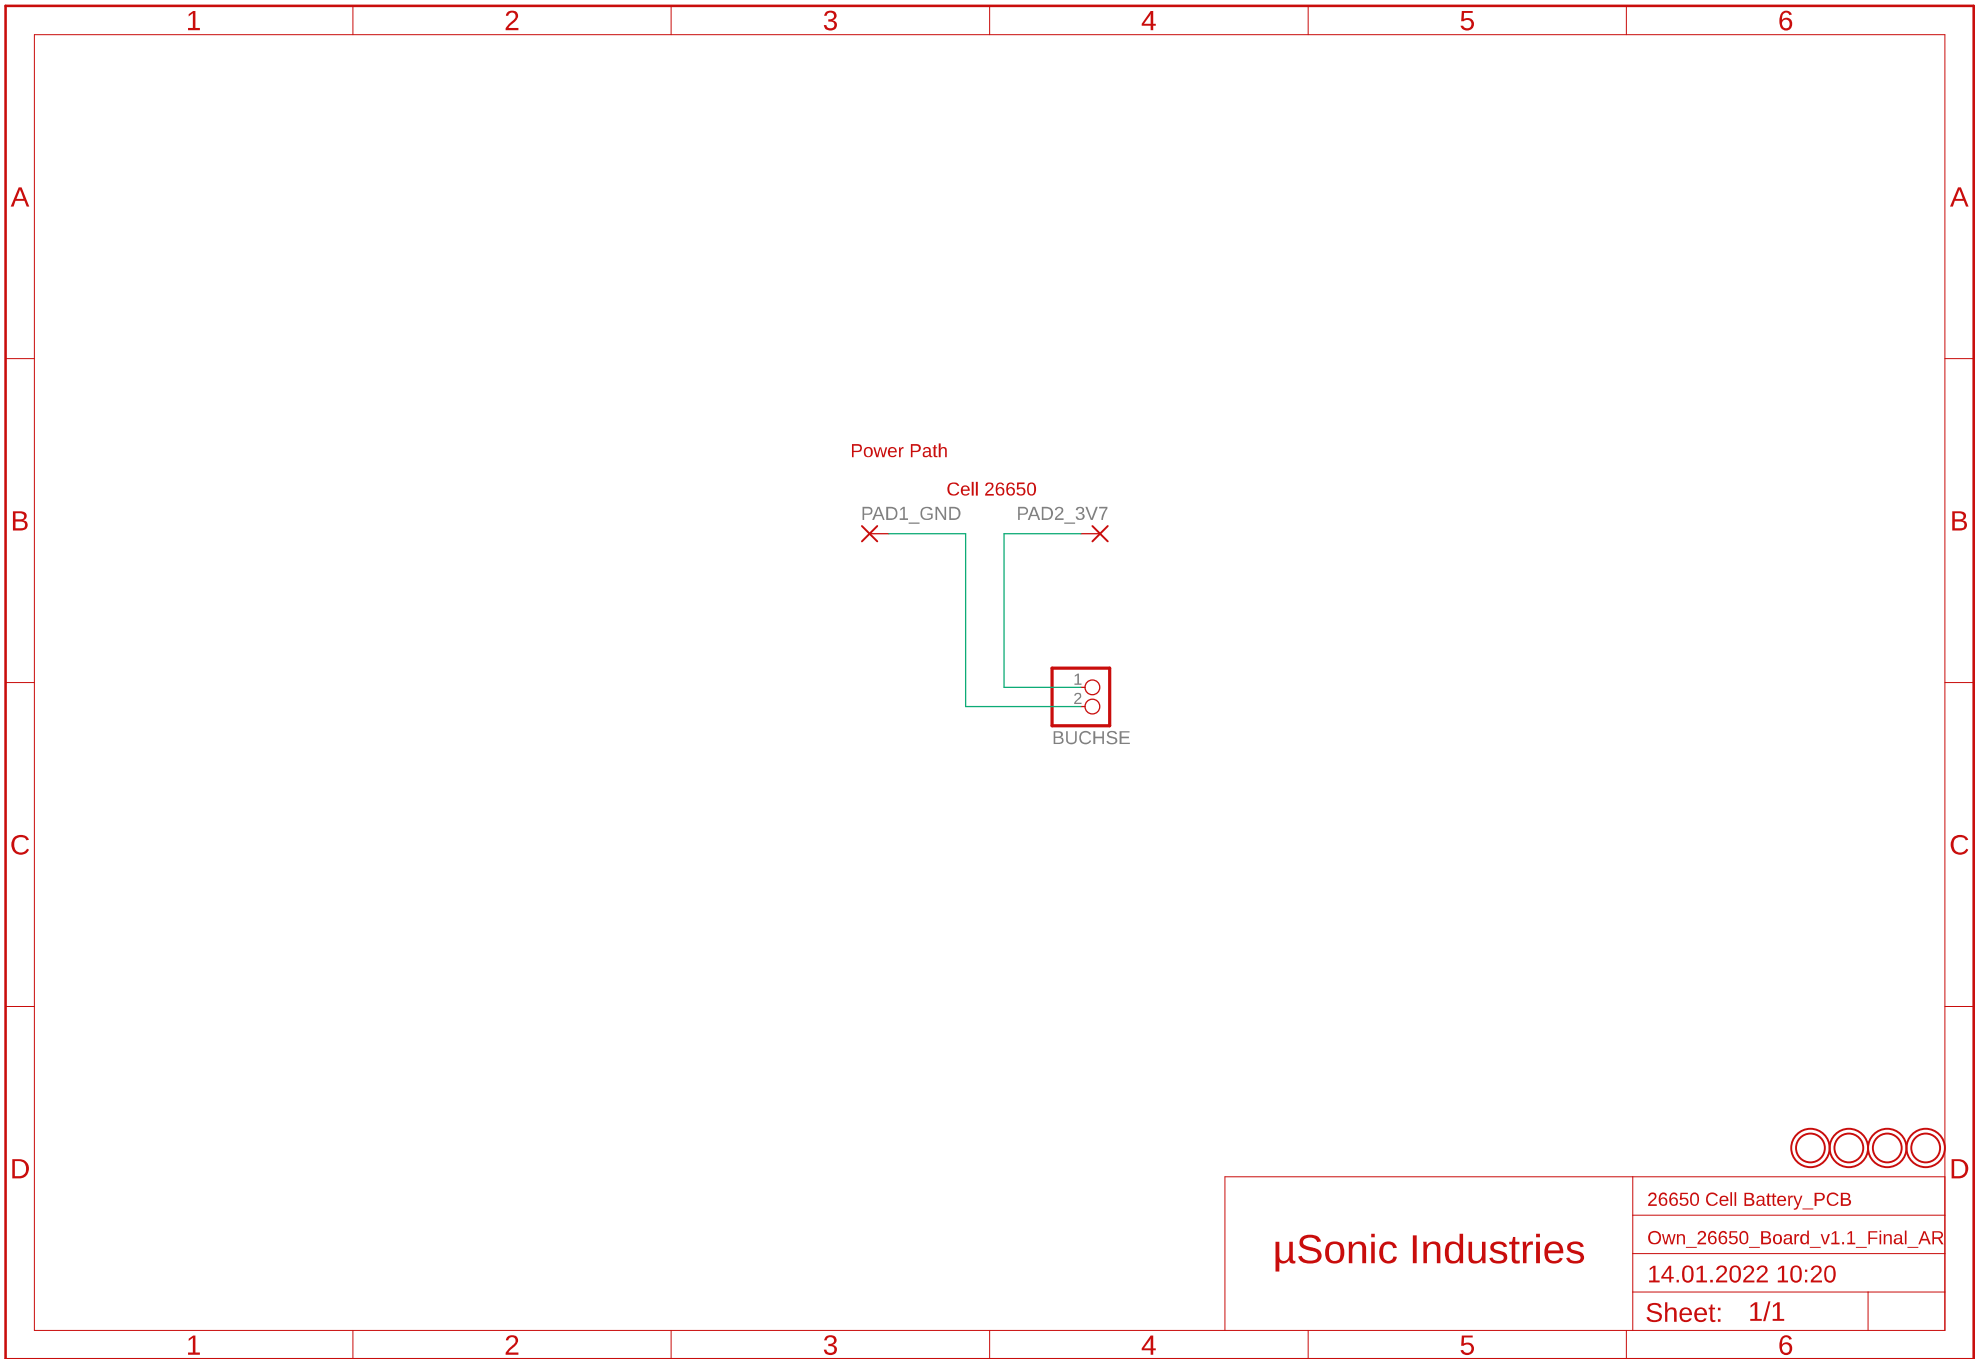 1 2 3 4 5 6
A A
Power Path
Cell 26650
PAD1_GND PAD2_3V7
B B
1
2
BUCHSE
C C
D D
26650 Cell Battery_PCB
Own_26650_Board_v1.1_Final_AR
µSonic Industries
14.01.2022 10:20
Sheet: 1/1
1 2 3 4 5 6